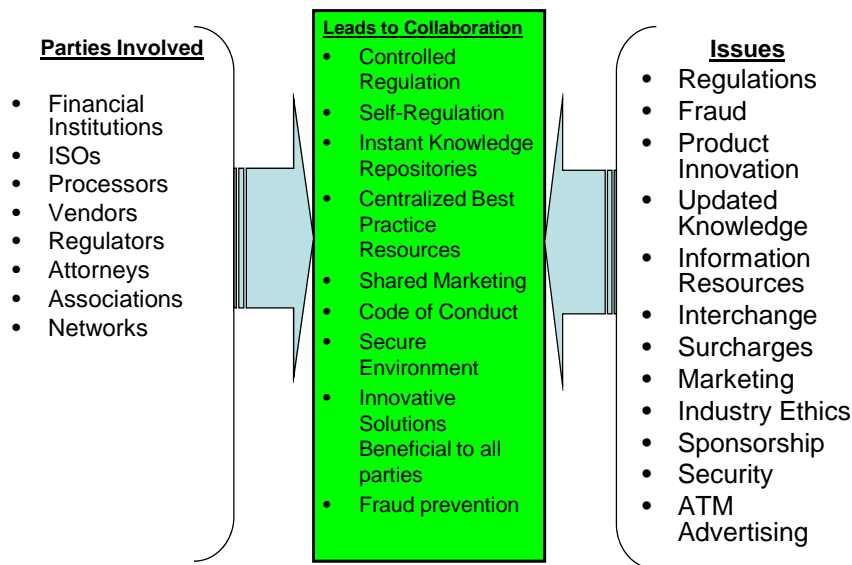 Parties Involved
• Financial
Institutions
• ISOs
• Processors
• Vendors
• Regulators
• Attorneys
• Associations
• Networks
Leads to Collaboration
• Controlled
Regulation
• Self-Regulation
• Instant Knowledge
Repositories
• Centralized Best
Practice
Resources
• Shared Marketing
• Code of Conduct
• Secure
Environment
• Innovative
Solutions
Beneficial to all
parties
• Fraud prevention
Issues
• Regulations
• Fraud
• Product
Innovation
• Updated
Knowledge
• Information
Resources
• Interchange
• Surcharges
• Marketing
• Industry Ethics
• Sponsorship
• Security
• ATM
Advertising